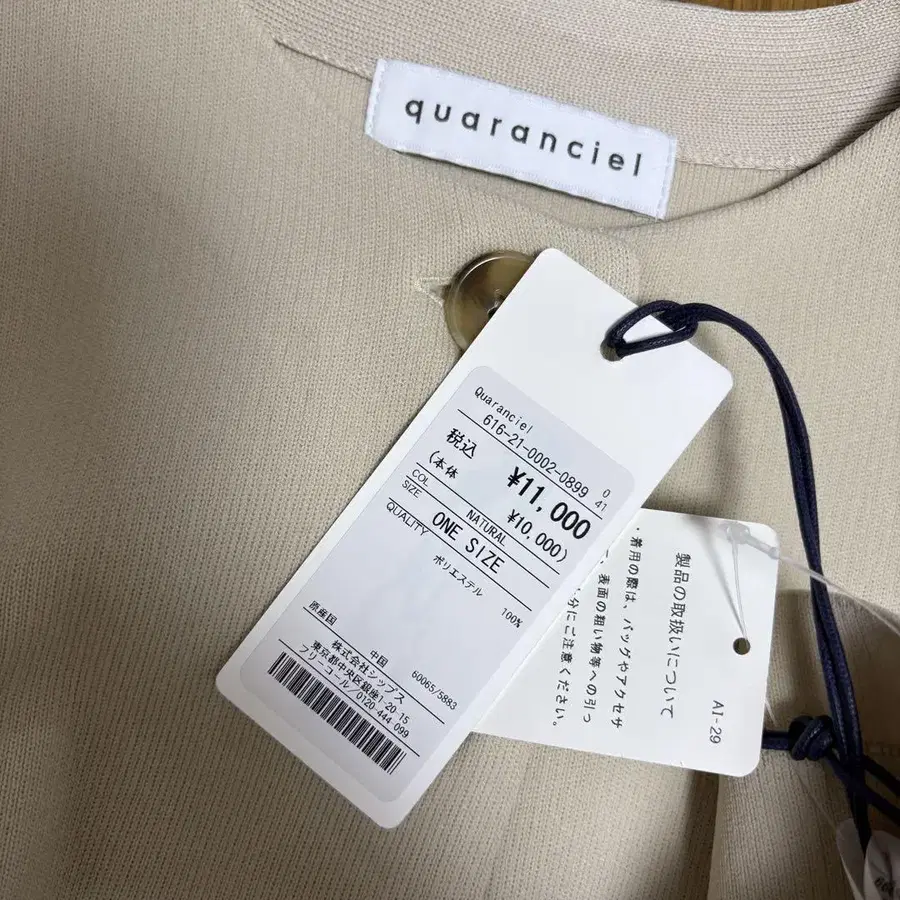 quaranciel
Quaranciel
616-21-0002-0899 0
41
税込 ¥11,000
(本体 ¥10,000)
COL NATURAL
SIZE ONE SIZE
QUALITY
ポリエステル 100%
原産国 中国
60065/5883
株式会社シップス
東京都中央区銀座1-20-15
フリーコール/0120-444-099
製品の取扱いについて
・着用の際は、バッグやアクセサ
表面の粗い物等への引っ
分にご注意ください。
AI-29